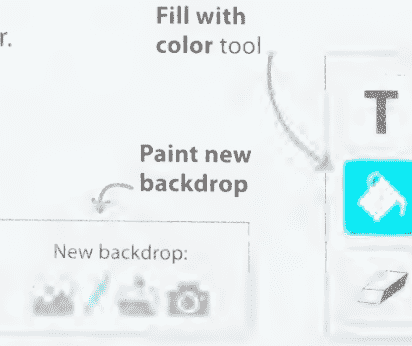 r.
Fill with
color tool
T
Paint new
backdrop
New backdrop: